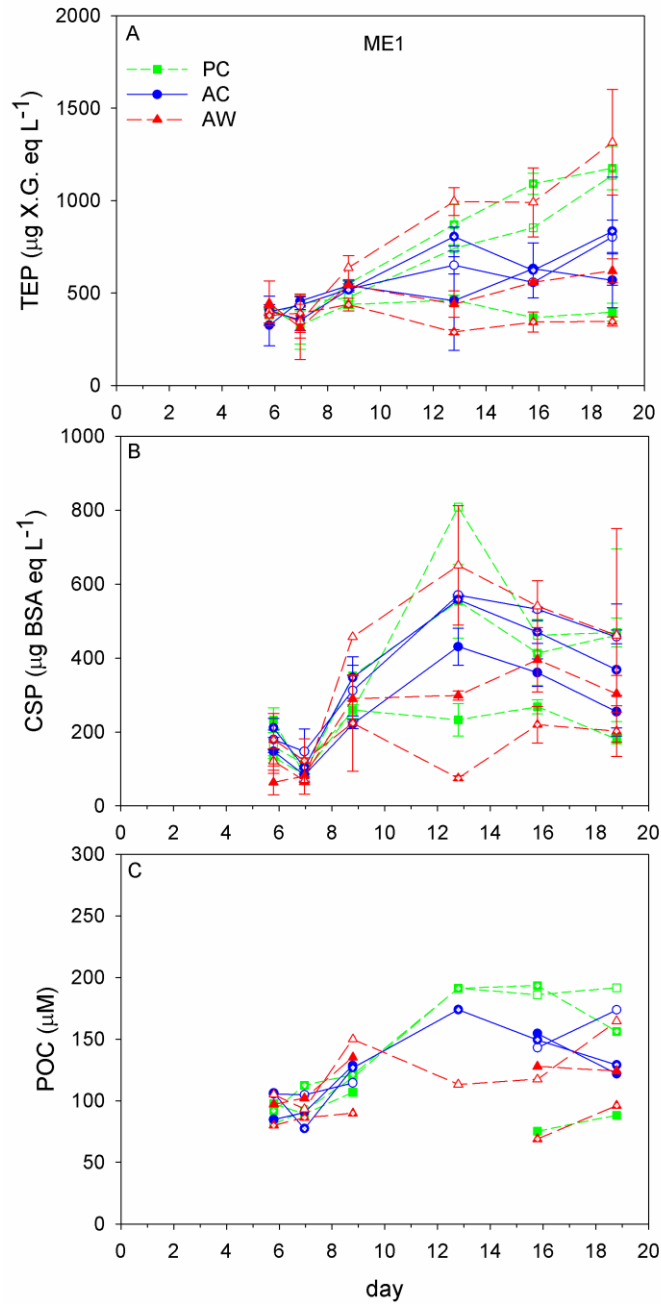 A
ME1
PC
AC
AW
TEP (µg X.G. eq L⁻¹)
2000
1500
1000
500
0
0 2 4 6 8 10 12 14 16 18 20
B
CSP (µg BSA eq L⁻¹)
1000
800
600
400
200
0
0 2 4 6 8 10 12 14 16 18 20
C
POC (µM)
300
250
200
150
100
50
0
0 2 4 6 8 10 12 14 16 18 20
day